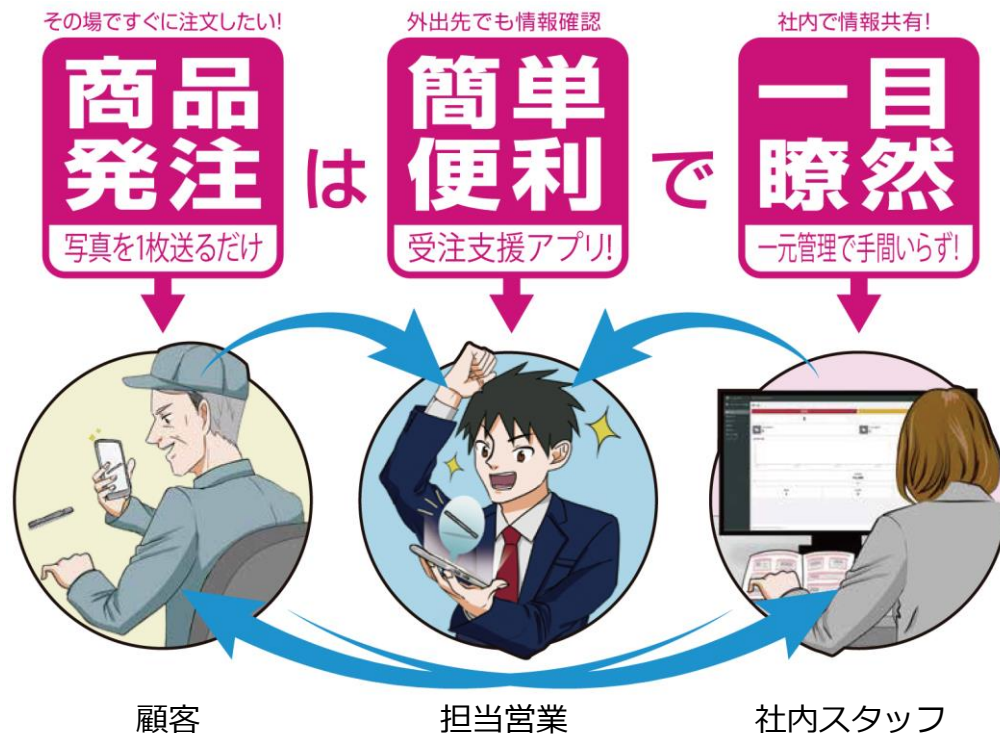 その場ですぐに注文したい!
外出先でも情報確認
社内で情報共有!
商品
発注
は
簡単
便利
で
一目
瞭然
写真を1枚送るだけ
受注支援アプリ!
一元管理で手間いらず!
顧客
担当営業
社内スタッフ